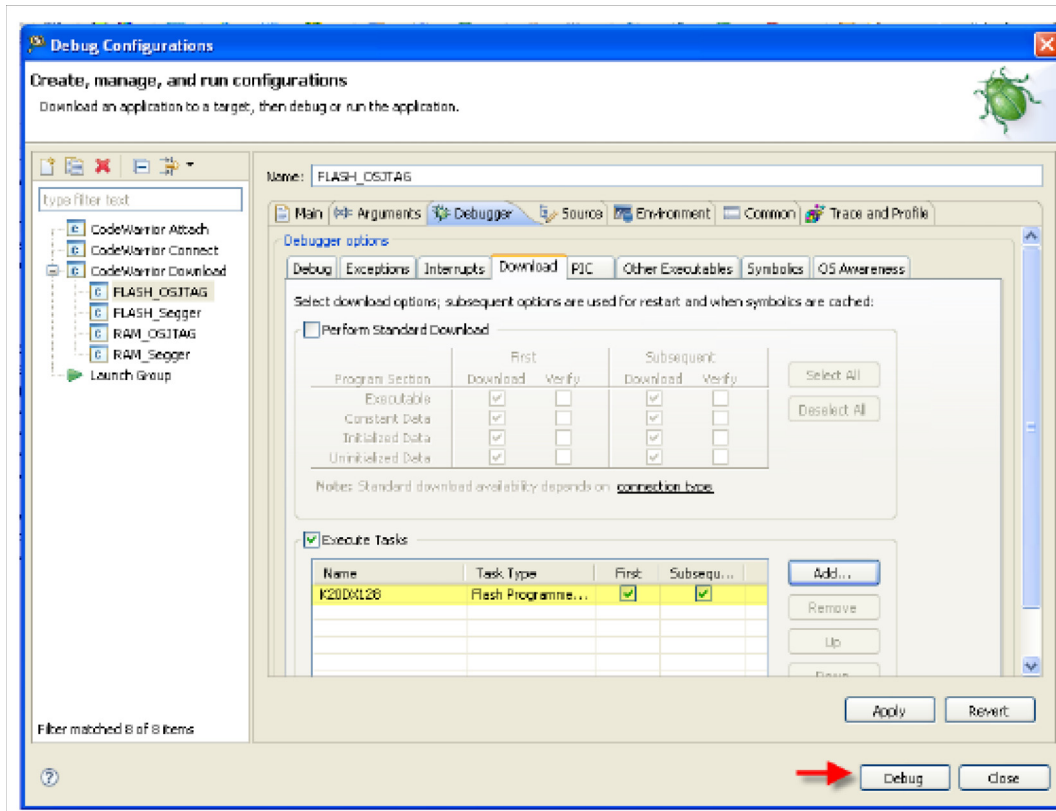 Debug Configurations
Create, manage, and run configurations
Download an application to a target, then debug or run the application.
type filter text
CodeWarrior Attach
CodeWarrior Connect
CodeWarrior Download
FLASH_OSJTAG
FLASH_Segger
RAM_OSJTAG
RAM_Segger
Launch Group
Filter matched 8 of 8 items
Name: FLASH_OSJTAG
Main Arguments Debugger Source Environment Common Trace and Profile
Debugger options
Debug Exceptions Interrupts Download PIC Other Executables Symbolics OS Awareness
Select download options; subsequent options are used for restart and when symbolics are cached:
Perform Standard Download
First Subsequent
Program Section Download Verify Download Verify
Executable
Constant Data
Initialized Data
Uninitialized Data
Select All
Deselect All
Note: Standard download availability depends on connection type.
Execute Tasks
Name Task Type First Subsequ...
K20DX128 Flash Programme...
Add...
Remove
Up
Down
Apply Revert
Debug Close